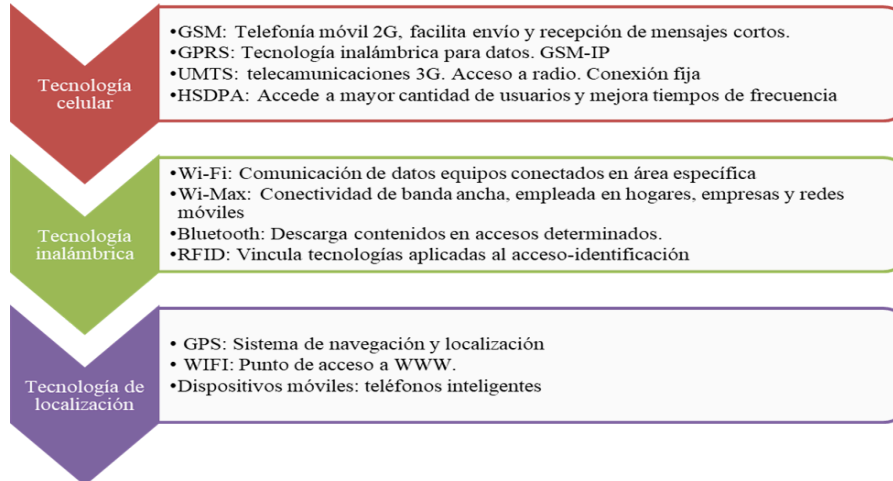 Tecnología
celular
•GSM: Telefonía móvil 2G, facilita envío y recepción de mensajes cortos.
•GPRS: Tecnología inalámbrica para datos. GSM-IP
•UMTS: telecamunicaciones 3G. Acceso a radio. Conexión fija
•HSDPA: Accede a mayor cantidad de usuarios y mejora tiempos de frecuencia
Tecnología
inalámbrica
•Wi-Fi: Comunicación de datos equipos conectados en área específica
•Wi-Max: Conectividad de banda ancha, empleada en hogares, empresas y redes
móviles
•Bluetooth: Descarga contenidos en accesos determinados.
•RFID: Vincula tecnologías aplicadas al acceso-identificación
Tecnología de
localización
• GPS: Sistema de navegación y localización
• WIFI: Punto de acceso a WWW.
•Dispositivos móviles: teléfonos inteligentes